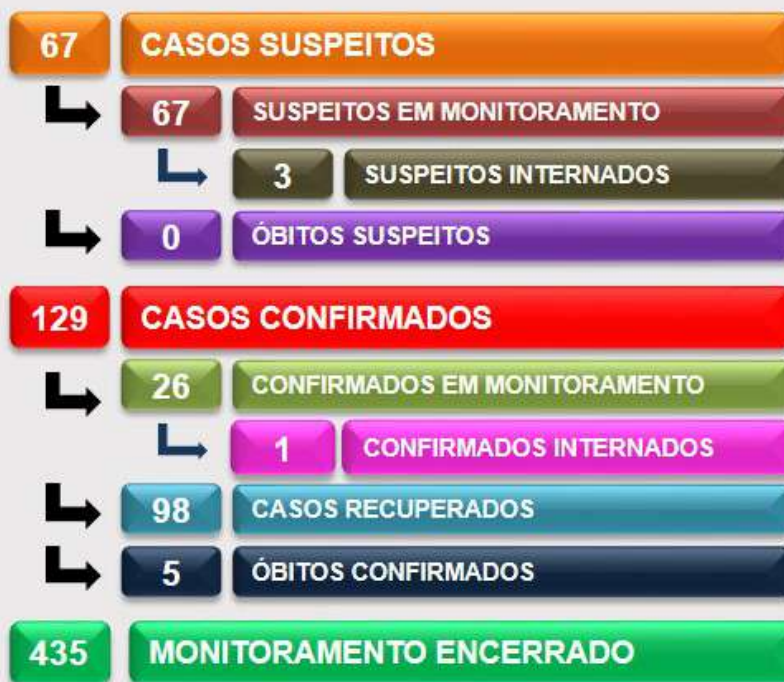 67 CASOS SUSPEITOS
67 SUSPEITOS EM MONITORAMENTO
3 SUSPEITOS INTERNADOS
0 ÓBITOS SUSPEITOS
129 CASOS CONFIRMADOS
26 CONFIRMADOS EM MONITORAMENTO
1 CONFIRMADOS INTERNADOS
98 CASOS RECUPERADOS
5 ÓBITOS CONFIRMADOS
435 MONITORAMENTO ENCERRADO